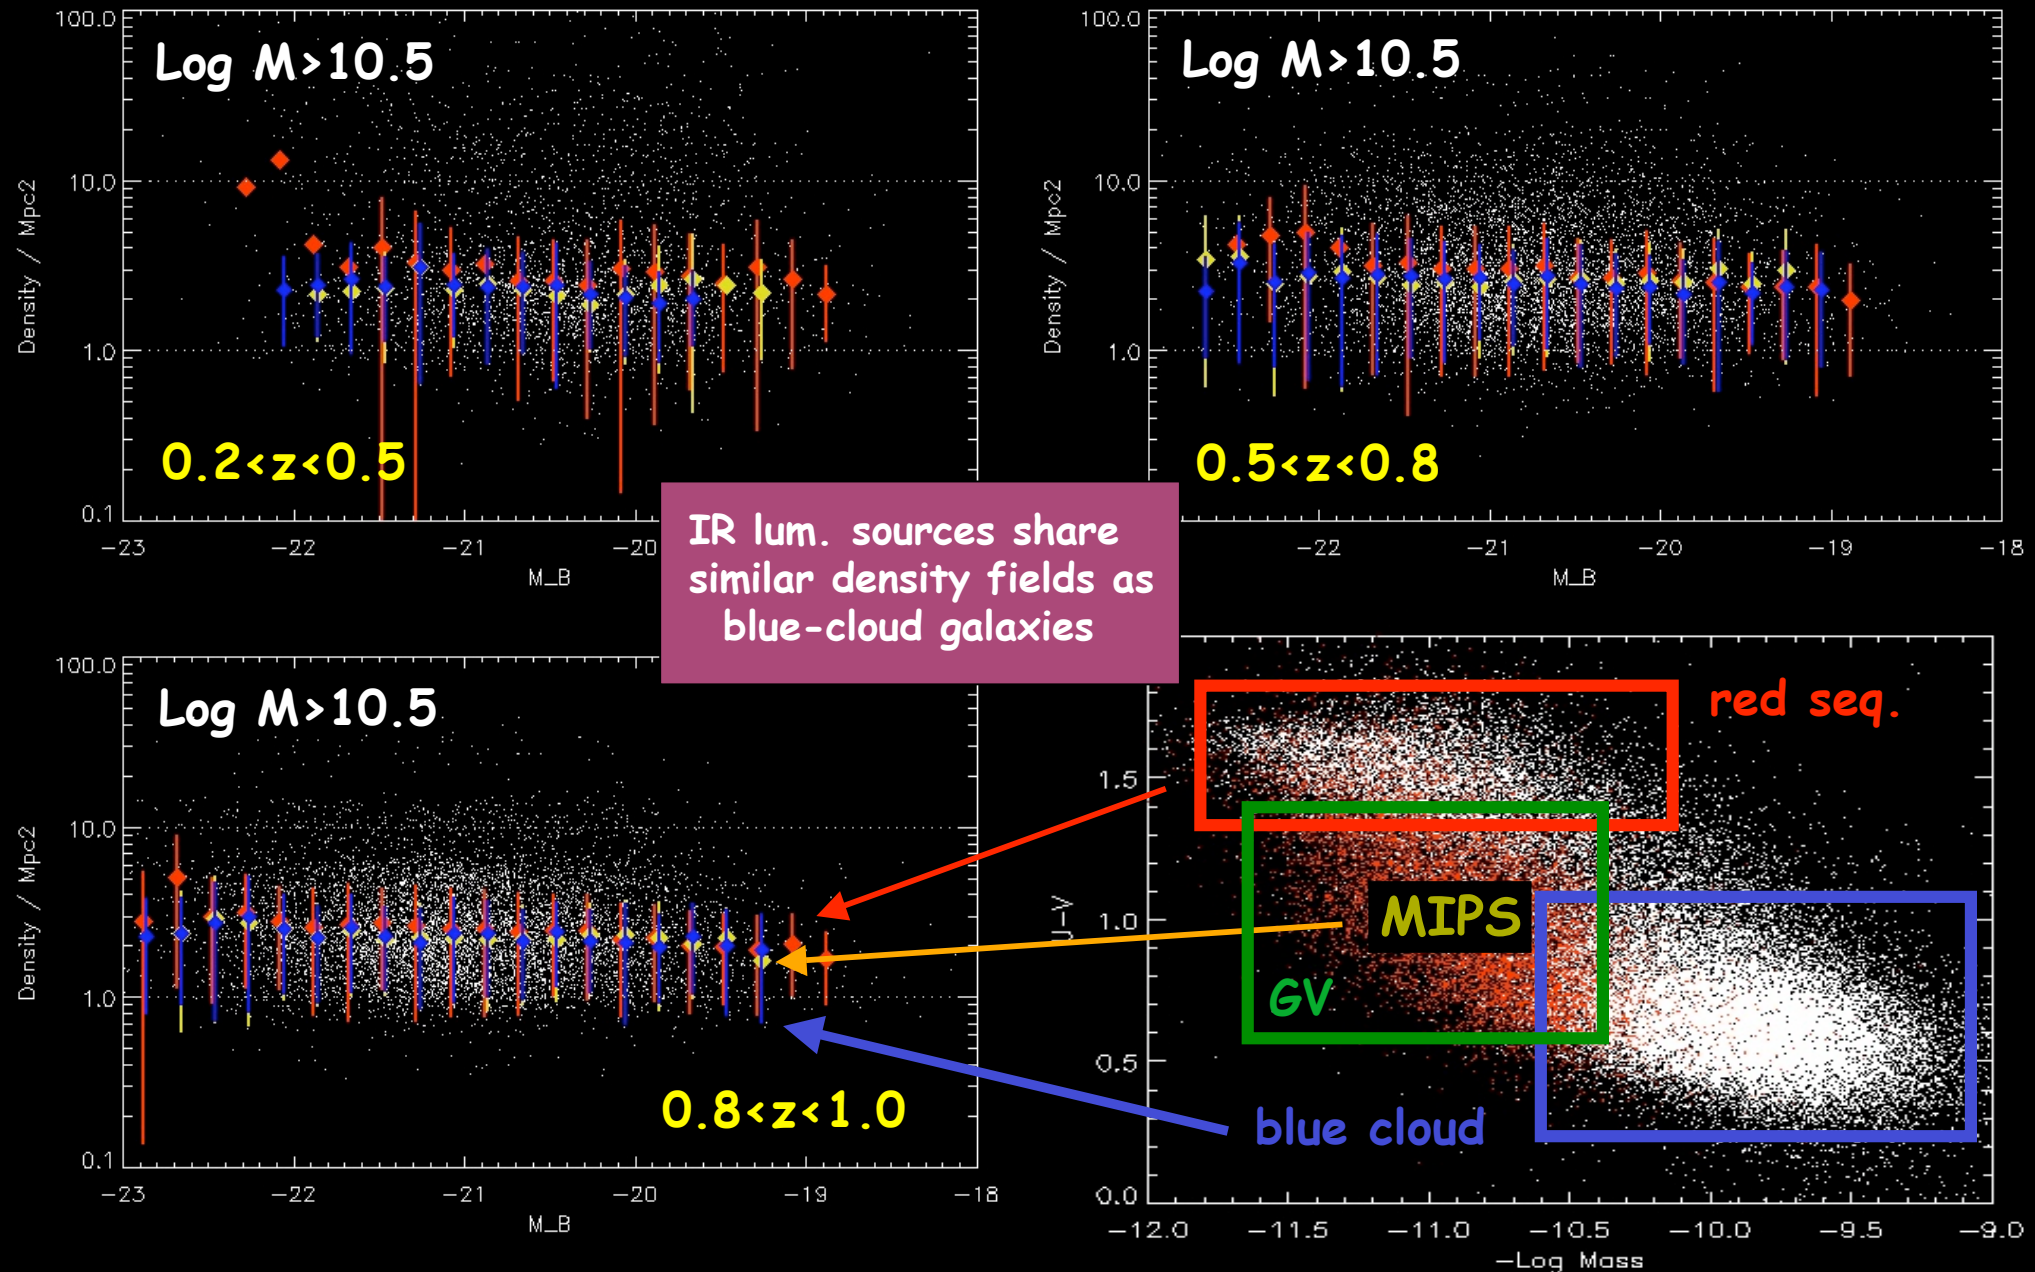 100.0
Log M>10.5
10.0
Density / Mpc2
1.0
0.2<z<0.5
0.1
-23
-22
-21
-20
M_B
100.0
Log M>10.5
10.0
Density / Mpc2
1.0
0.5<z<0.8
-22
-21
-20
-19
-18
M_B
IR lum. sources share
similar density fields as
blue-cloud galaxies
100.0
Log M>10.5
10.0
Density / Mpc2
1.0
0.8<z<1.0
0.1
-23
-22
-21
-20
-19
-18
M_B
red seq.
1.5
MIPS
1.0
U-V
GV
0.5
blue cloud
0.0
-12.0
-11.5
-11.0
-10.5
-10.0
-9.5
-9.0
-Log Mass